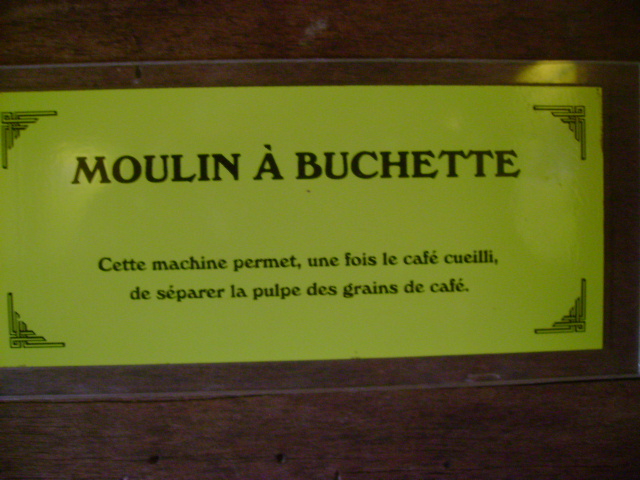 MOULIN À BUCHETTE
Cette machine permet, une fois le café cueilli,
de séparer la pulpe des grains de café.